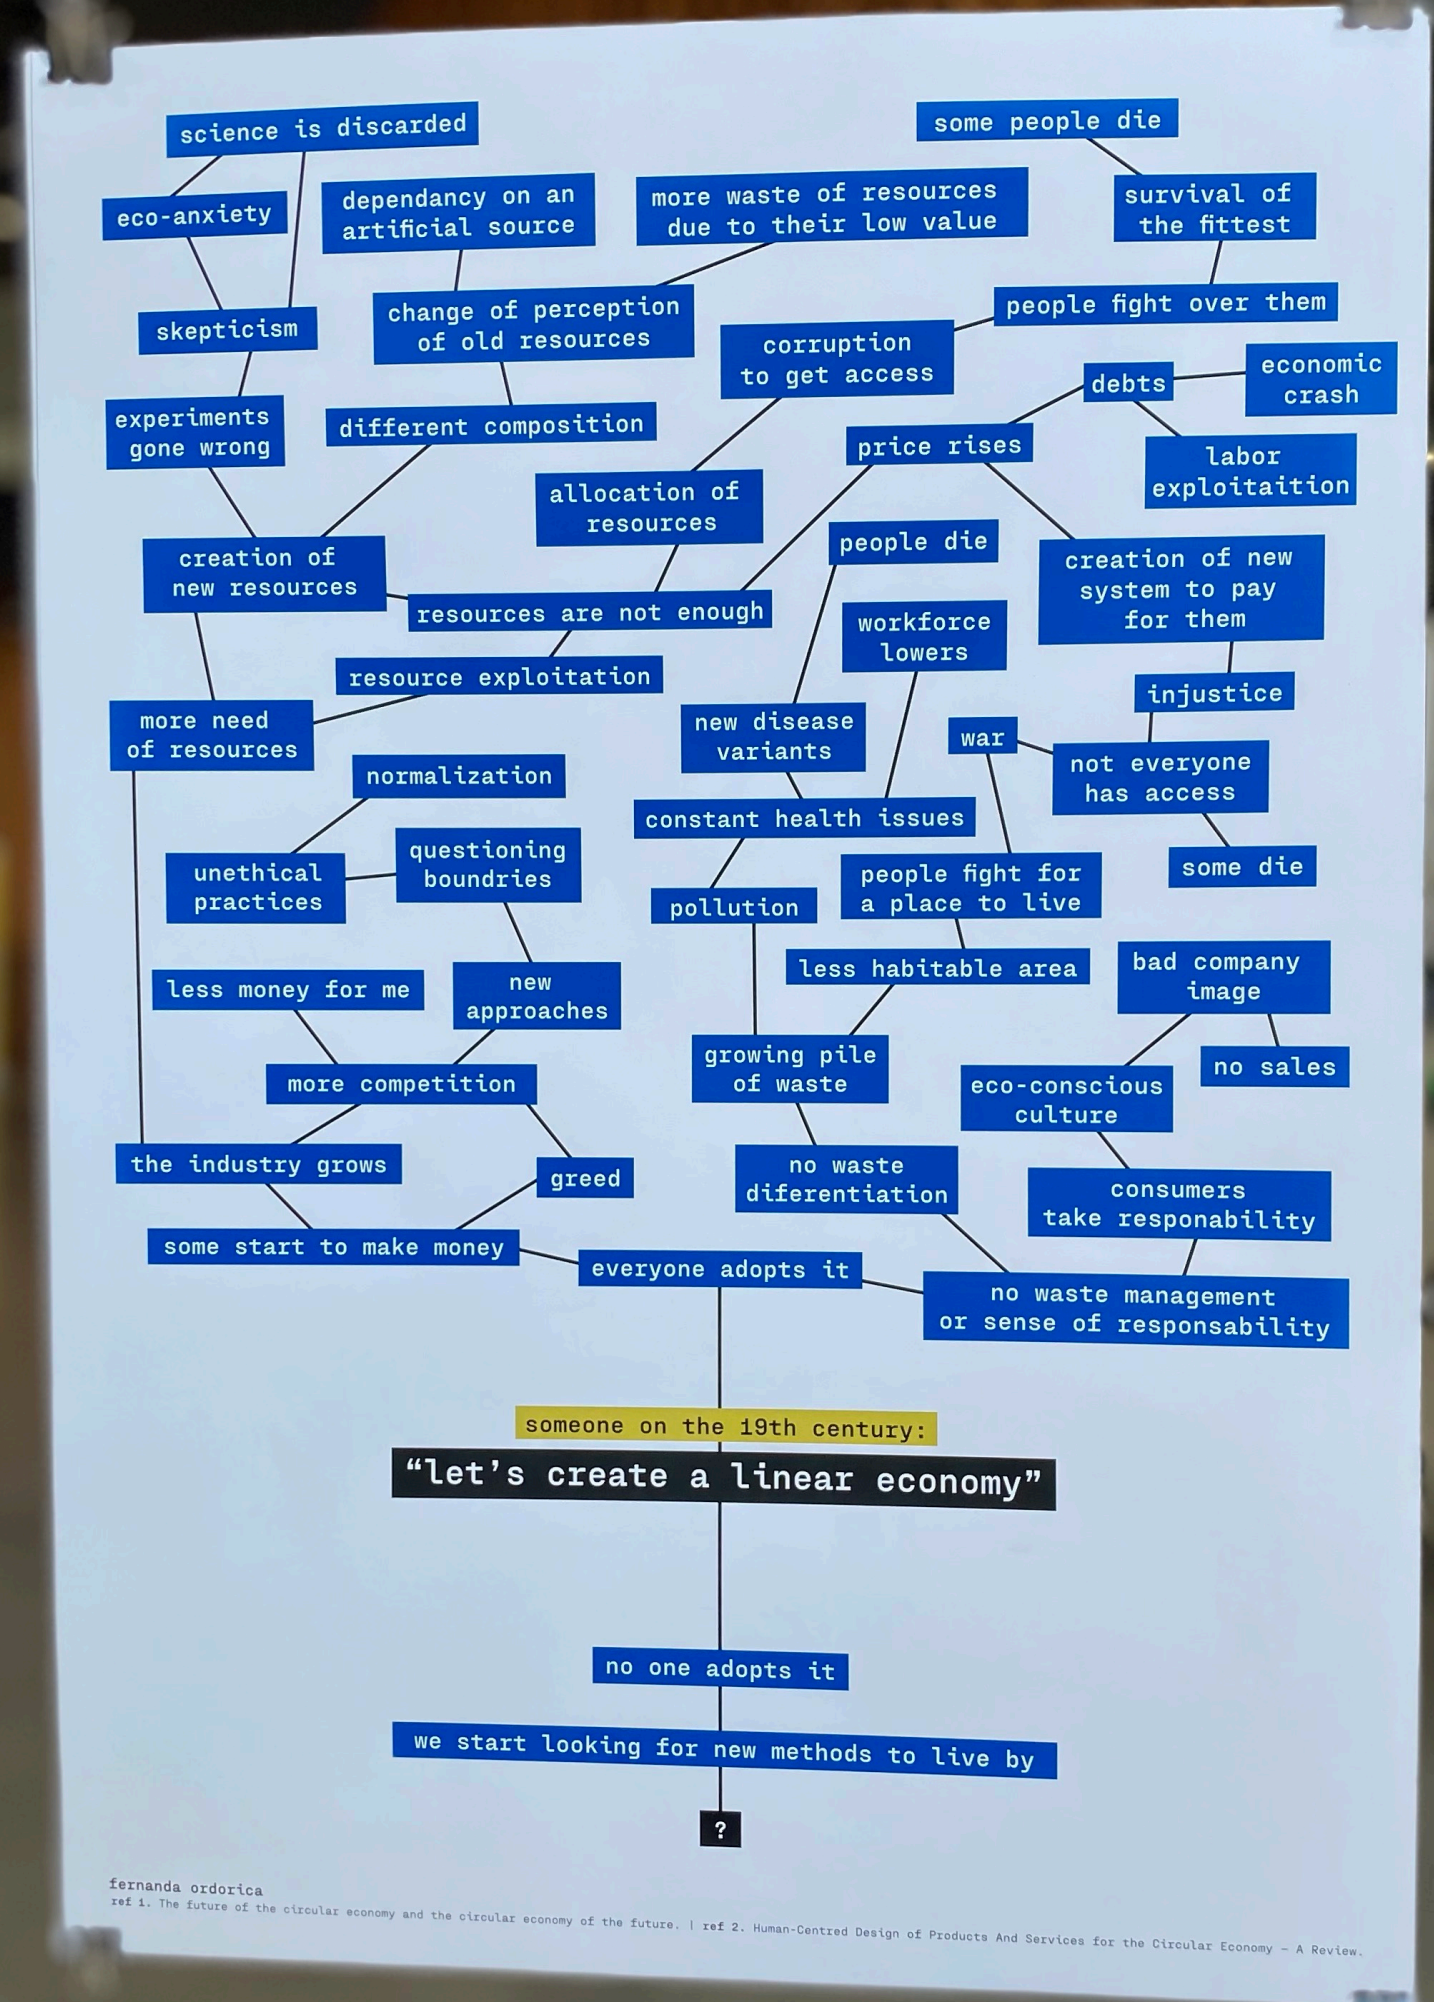 science is discarded
some people die
eco-anxiety
dependancy on an
artificial source
more waste of resources
due to their low value
survival of
the fittest
skepticism
change of perception
of old resources
people fight over them
corruption
to get access
debts
economic
crash
experiments
gone wrong
different composition
price rises
labor
exploitaition
allocation of
resources
people die
creation of
new resources
creation of new
system to pay
for them
resources are not enough
workforce
lowers
resource exploitation
injustice
more need
of resources
new disease
variants
war
not everyone
has access
normalization
constant health issues
unethical
practices
questioning
boundries
people fight for
a place to live
some die
pollution
less money for me
new
approaches
less habitable area
bad company
image
more competition
growing pile
of waste
eco-conscious
culture
no sales
the industry grows
greed
no waste
diferentiation
consumers
take responability
some start to make money
everyone adopts it
no waste management
or sense of responsability
someone on the 19th century:
“let’s create a linear economy”
no one adopts it
we start looking for new methods to live by
?
fernanda ordorica
ref 1. The future of the circular economy and the circular economy of the future. | ref 2. Human-Centred Design of Products And Services for the Circular Economy – A Review.